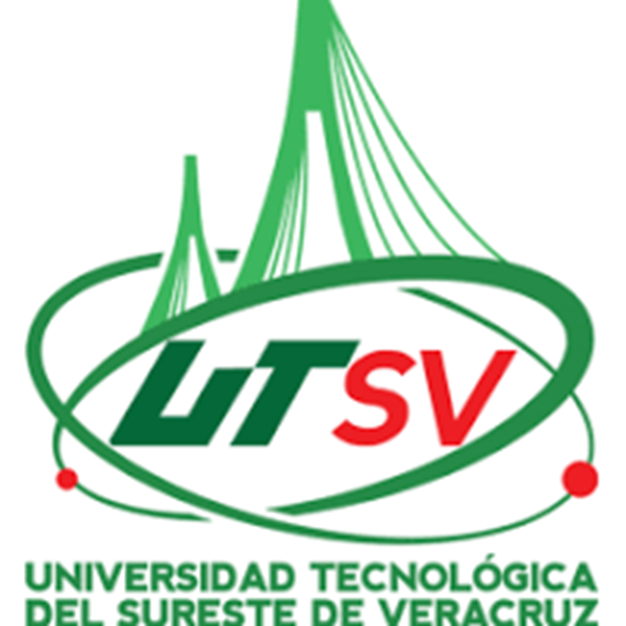 UTSV
UNIVERSIDAD TECNOLÓGICA
DEL SURESTE DE VERACRUZ